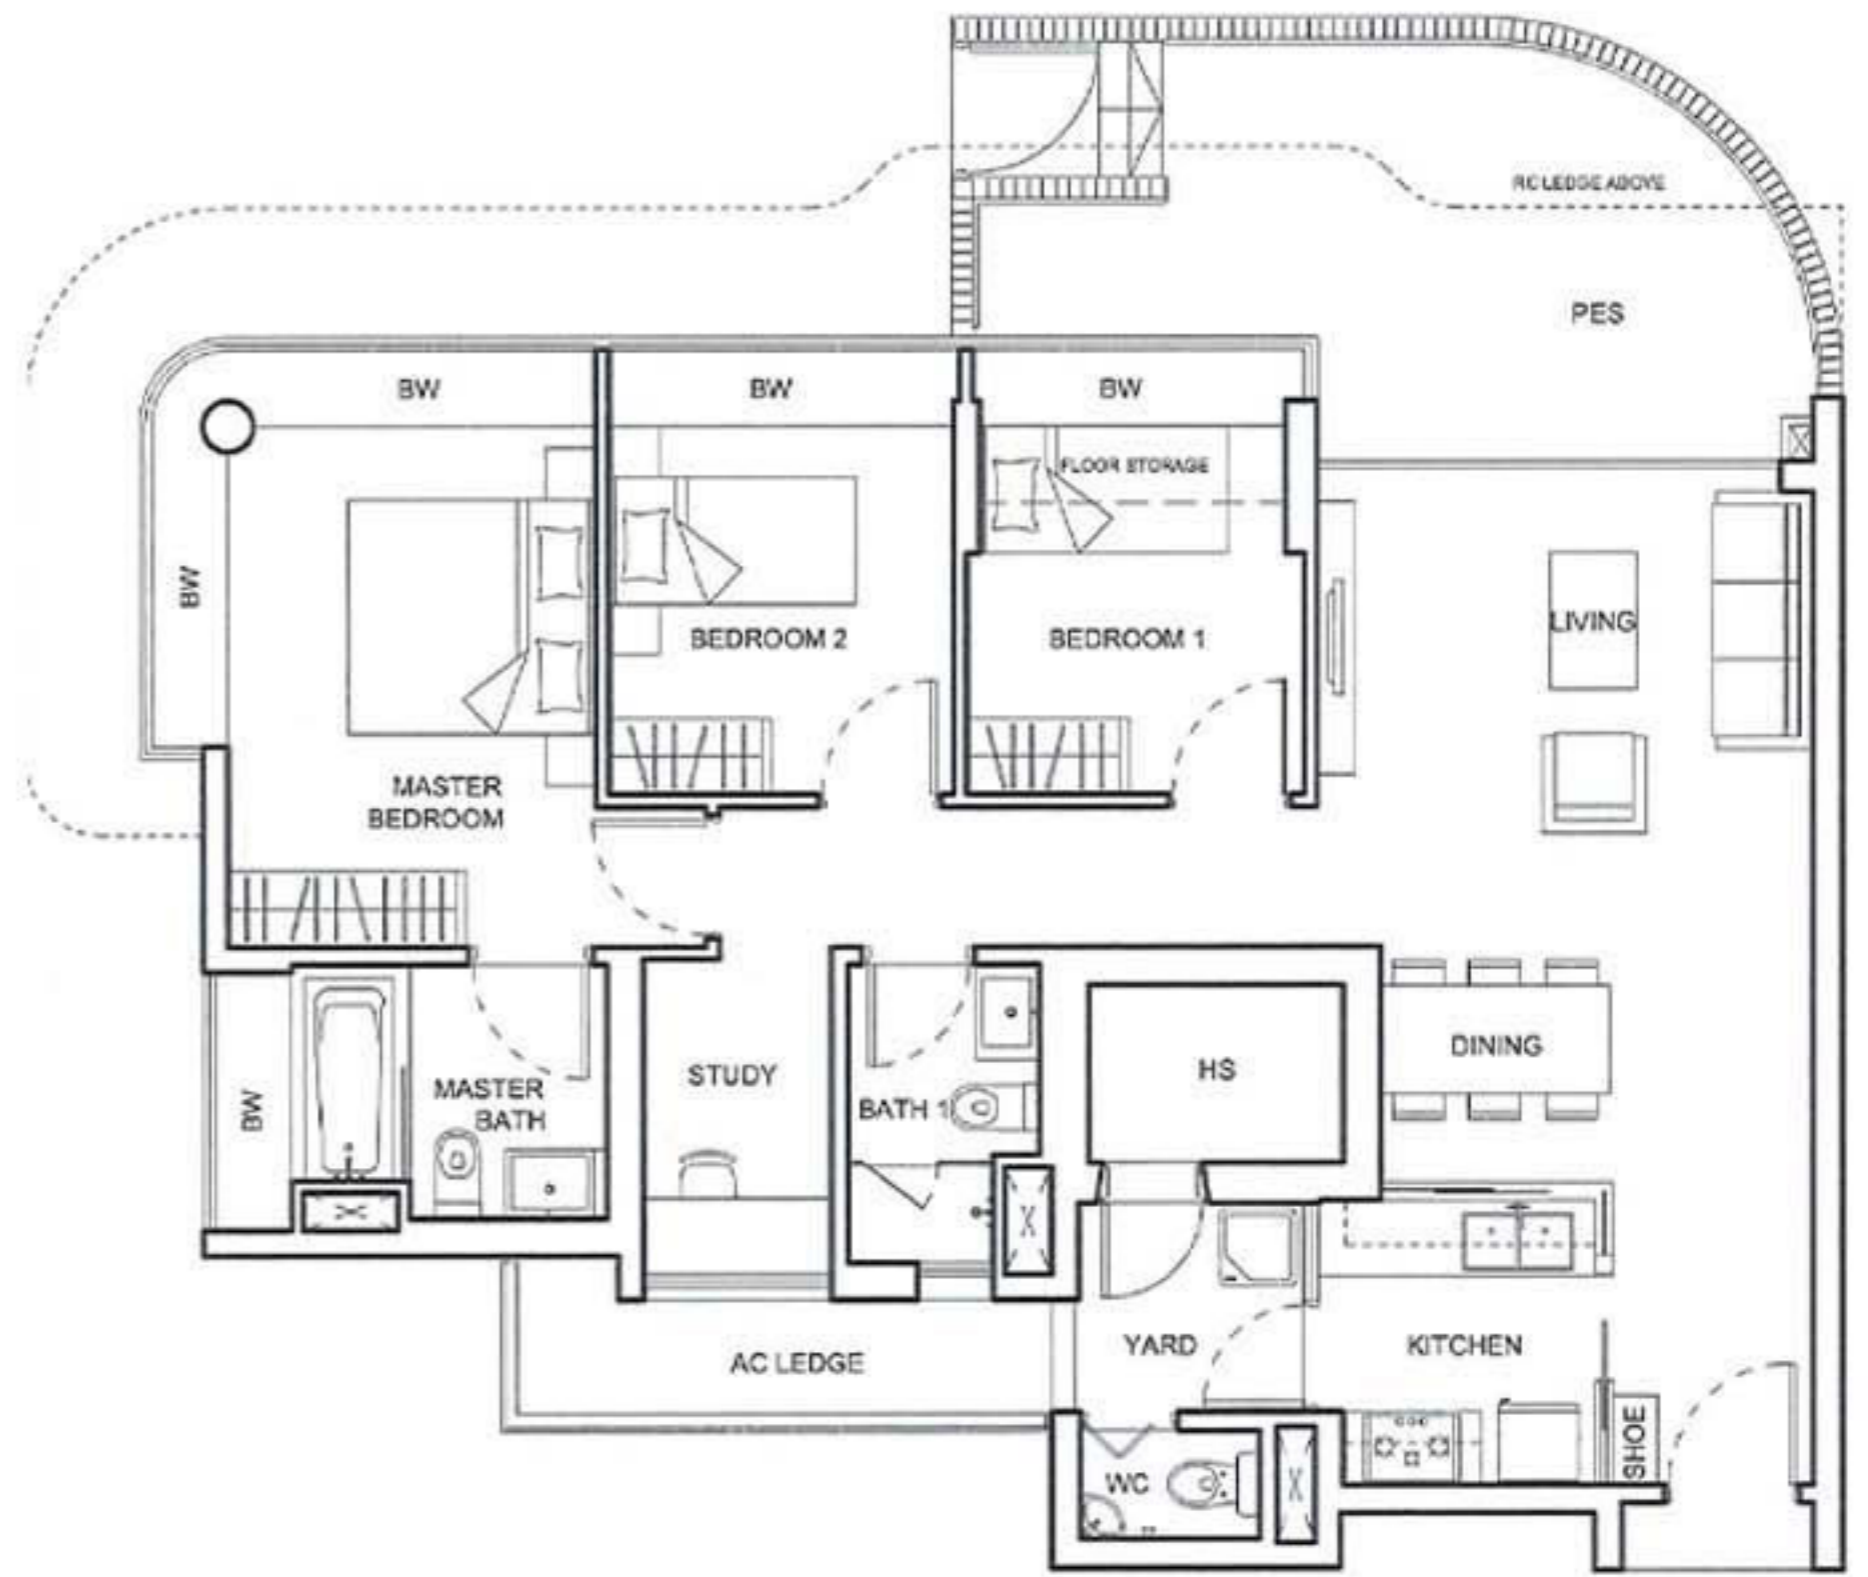 RC LEDGE ABOVE
PES
BW
BW
BW
FLOOR STORAGE
BW
LIVING
BEDROOM 2
BEDROOM 1
MASTER
BEDROOM
DINING
HS
STUDY
MASTER
BATH
BATH 1
BW
YARD
KITCHEN
AC LEDGE
SHOE
WC